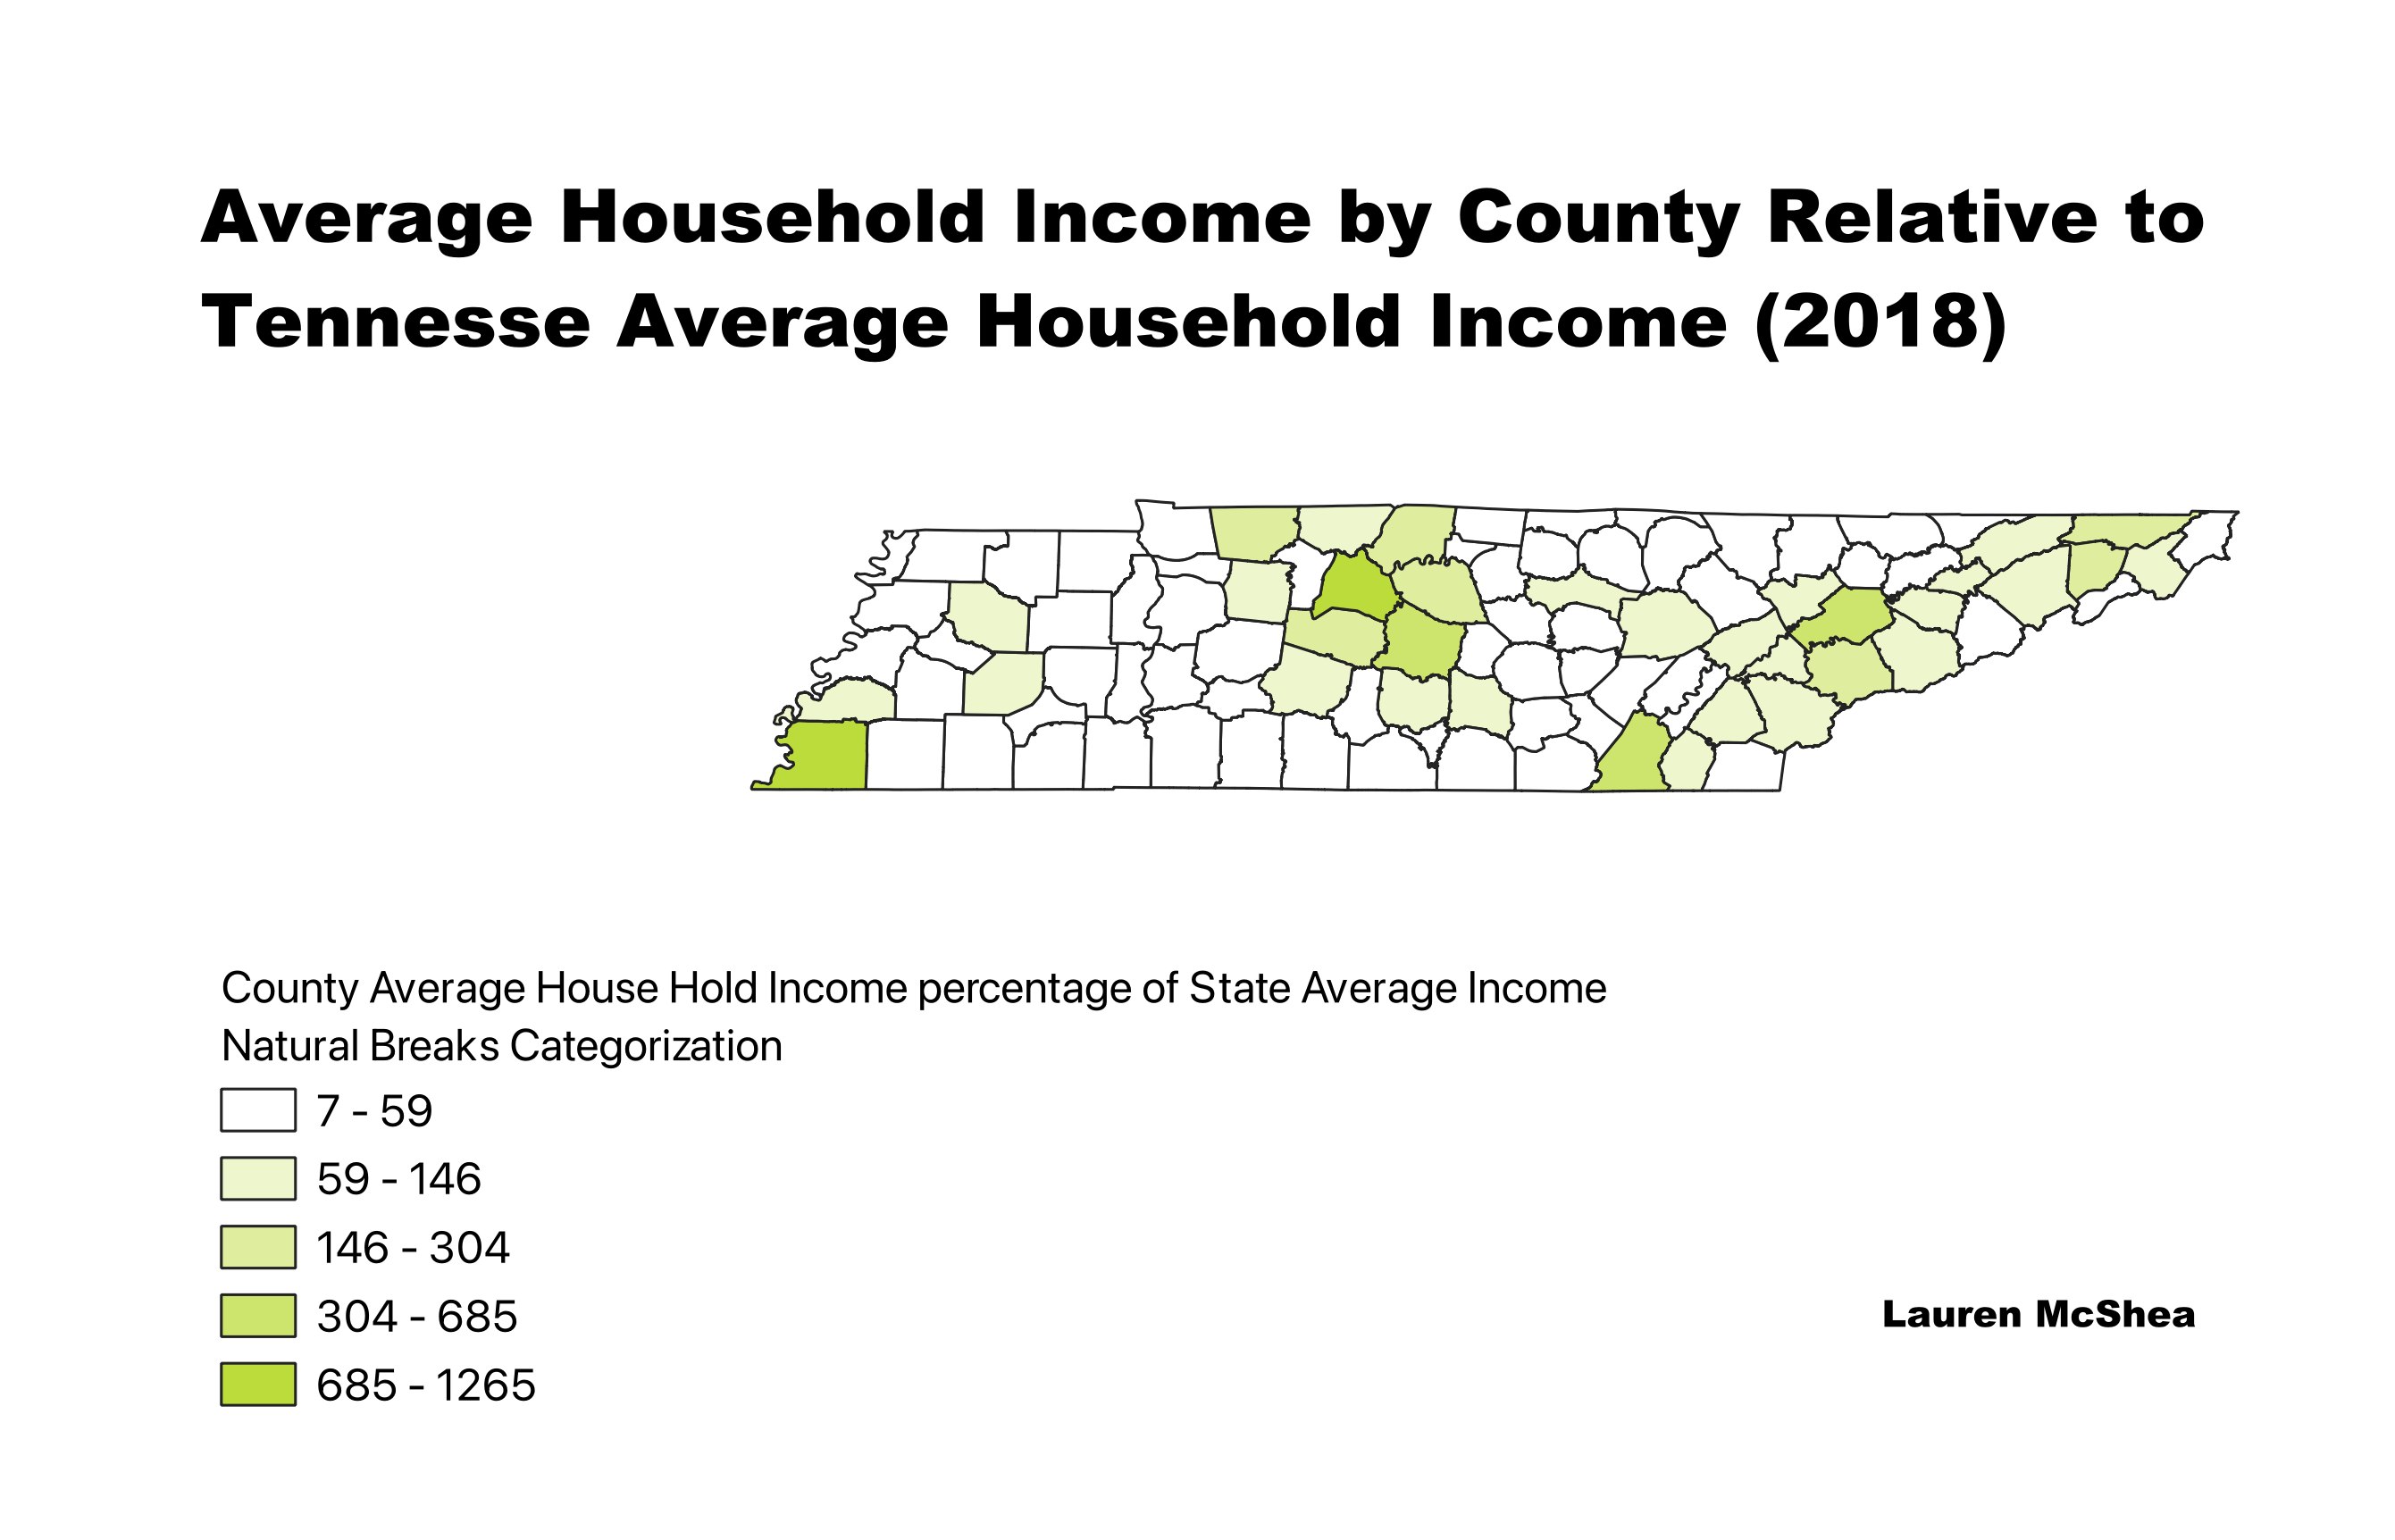 Average Household Income by County Relative to
Tennesse Average Household Income (2018)
County Average House Hold Income percentage of State Average Income
Natural Breaks Categorization
7 - 59
59 - 146
146 - 304
304 - 685
685 - 1265
Lauren McShea